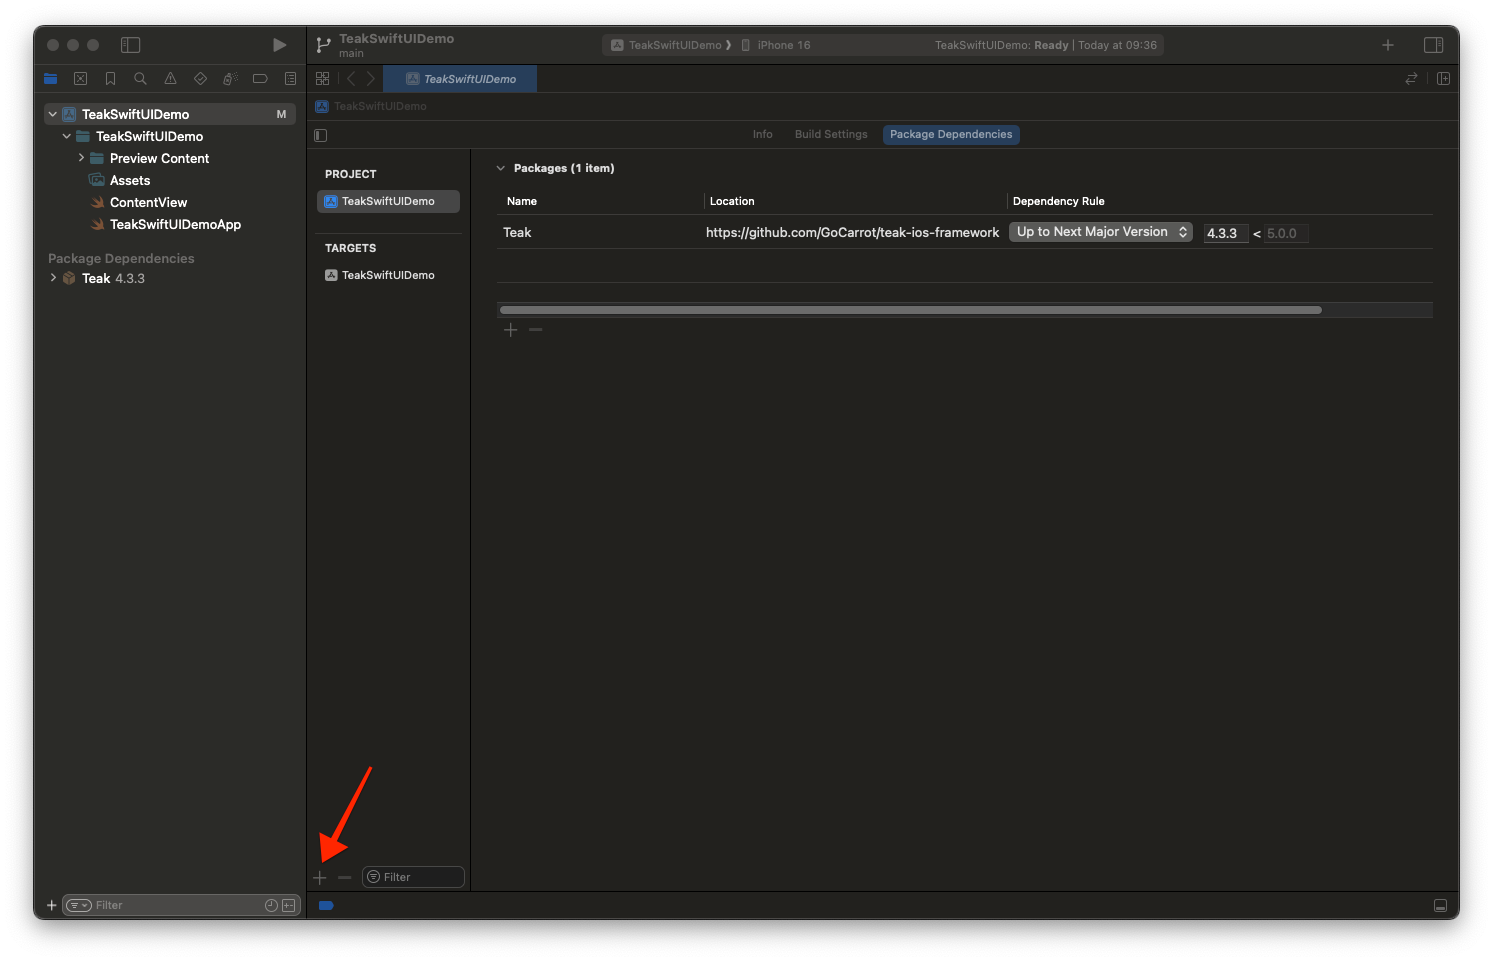 TeakSwiftUIDemo
main
TeakSwiftUIDemo ❯ iPhone 16
TeakSwiftUIDemo: Ready | Today at 09:36
TeakSwiftUIDemo
TeakSwiftUIDemo
Info Build Settings Package Dependencies
TeakSwiftUIDemo M
TeakSwiftUIDemo
Preview Content
Assets
ContentView
TeakSwiftUIDemoApp
Package Dependencies
Teak 4.3.3
Filter
PROJECT
TeakSwiftUIDemo
TARGETS
TeakSwiftUIDemo
Filter
Packages (1 item)
Name Location Dependency Rule
Teak https://github.com/GoCarrot/teak-ios-framework Up to Next Major Version 4.3.3 < 5.0.0